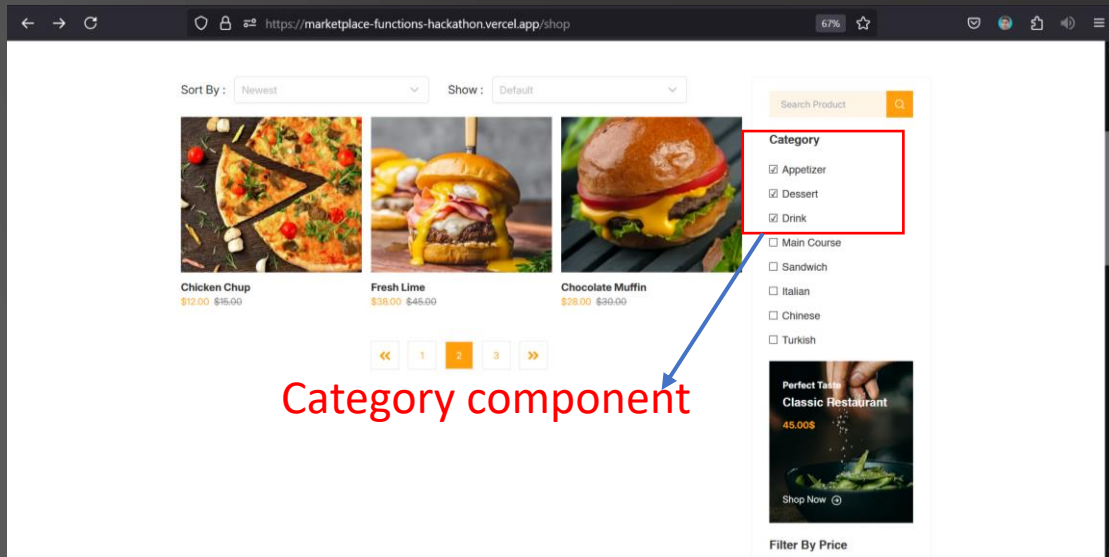 https://marketplace-functions-hackathon.vercel.app/shop
67%
Sort By : Newest
Show : Default
Search Product
Category
Appetizer
Dessert
Drink
Main Course
Sandwich
Italian
Chinese
Turkish
Chicken Chup
$12.00 $15.00
Fresh Lime
$38.00 $45.00
Chocolate Muffin
$28.00 $30.00
« 1 2 3 »
Category component
Perfect Taste
Classic Restaurant
45.00$
Shop Now
Filter By Price